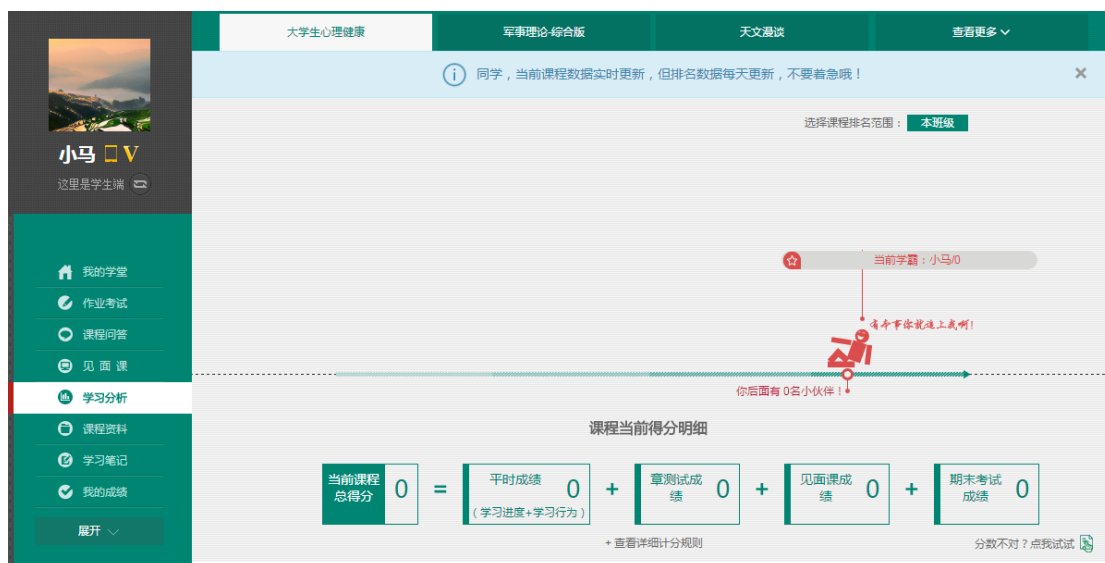 大学生心理健康
军事理论-综合版
天文漫谈
查看更多
同学，当前课程数据实时更新，但排名数据每天更新，不要着急哦！
×
选择课程排名范围： 本班级
小马 V
这里是学生端
我的学堂
作业考试
课程问答
见 面 课
学习分析
课程资料
学习笔记
我的成绩
展开
当前学霸：小马/0
有本事你就追上我啊!
你后面有 0名小伙伴！
课程当前得分明细
当前课程
总得分
0
=
平时成绩
0
（学习进度+学习行为）
+
章测试成
绩
0
+
见面课成
绩
0
+
期末考试
成绩
0
+ 查看详细计分规则
分数不对？点我试试